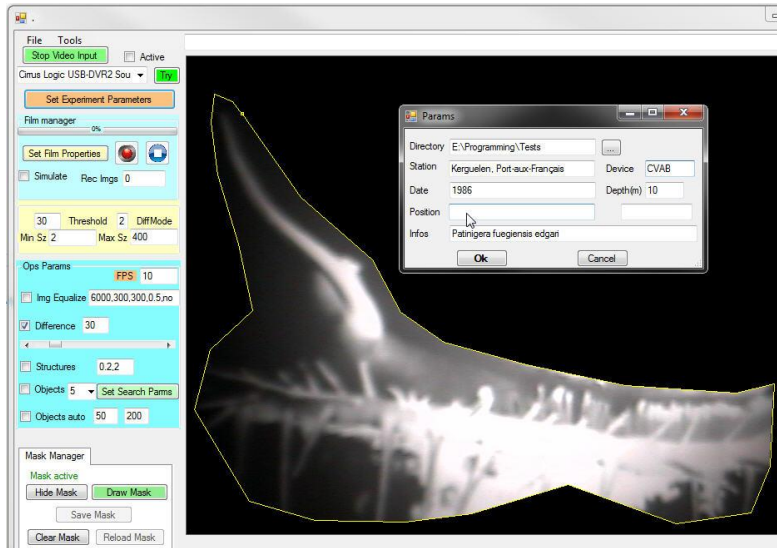 .
File Tools
Stop Video Input Active
Cirrus Logic USB-DVR2 Sou Try
Set Experiment Parameters
Film manager
0%
Set Film Properties
Simulate Rec Imgs 0
30 Threshold 2 DiffMode
Min Sz 2 Max Sz 400
Ops Params
FPS 10
Img Equalize 6000,300,300,0.5,no
Difference 30
Structures 0.2,2
Objects 5 Set Search Parms
Objects auto 50 200
Mask Manager
Mask active
Hide Mask Draw Mask
Save Mask
Clear Mask Reload Mask
Params
Directory E:\Programming\Tests ...
Station Kerguelen, Port-aux-Français Device CVAB
Date 1986 Depth(m) 10
Position
Infos Patinigera fuegiensis edgari
Ok Cancel